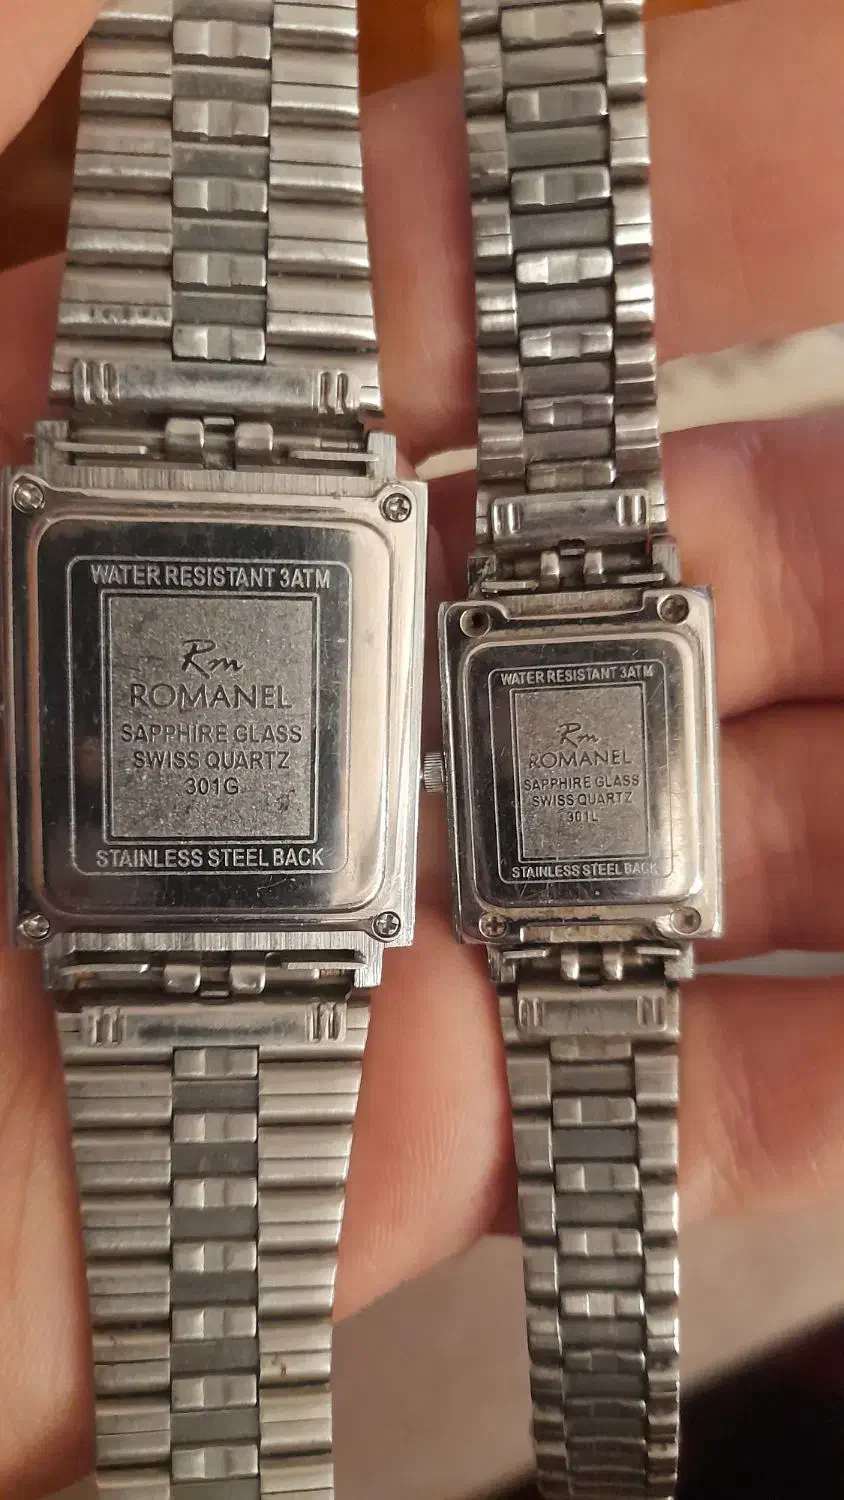 WATER RESISTANT 3ATM
Rm
ROMANEL
SAPPHIRE GLASS
SWISS QUARTZ
301G
STAINLESS STEEL BACK
WATER RESISTANT 3ATM
Rm
ROMANEL
SAPPHIRE GLASS
SWISS QUARTZ
301L
STAINLESS STEEL BACK